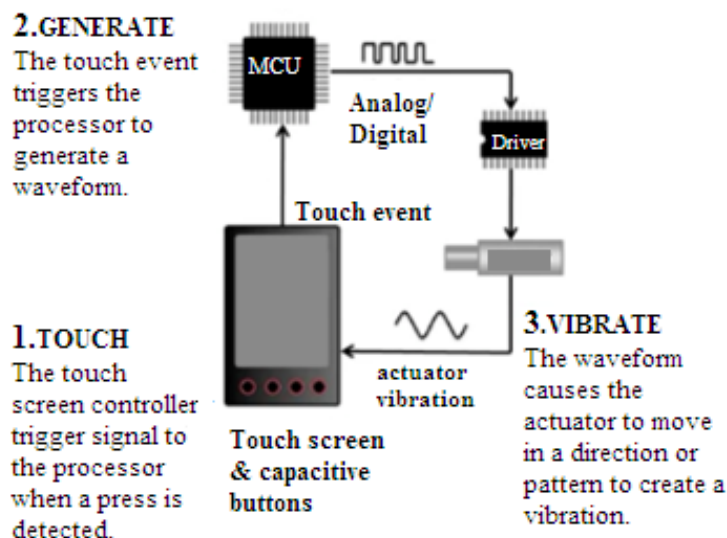 2.GENERATE
The touch event
triggers the
processor to
generate a
waveform.
MCU
Analog/
Digital
Driver
Touch event
1.TOUCH
The touch
screen controller
trigger signal to
the processor
when a press is
detected.
Touch screen
& capacitive
buttons
actuator
vibration
3.VIBRATE
The waveform
causes the
actuator to move
in a direction or
pattern to create a
vibration.